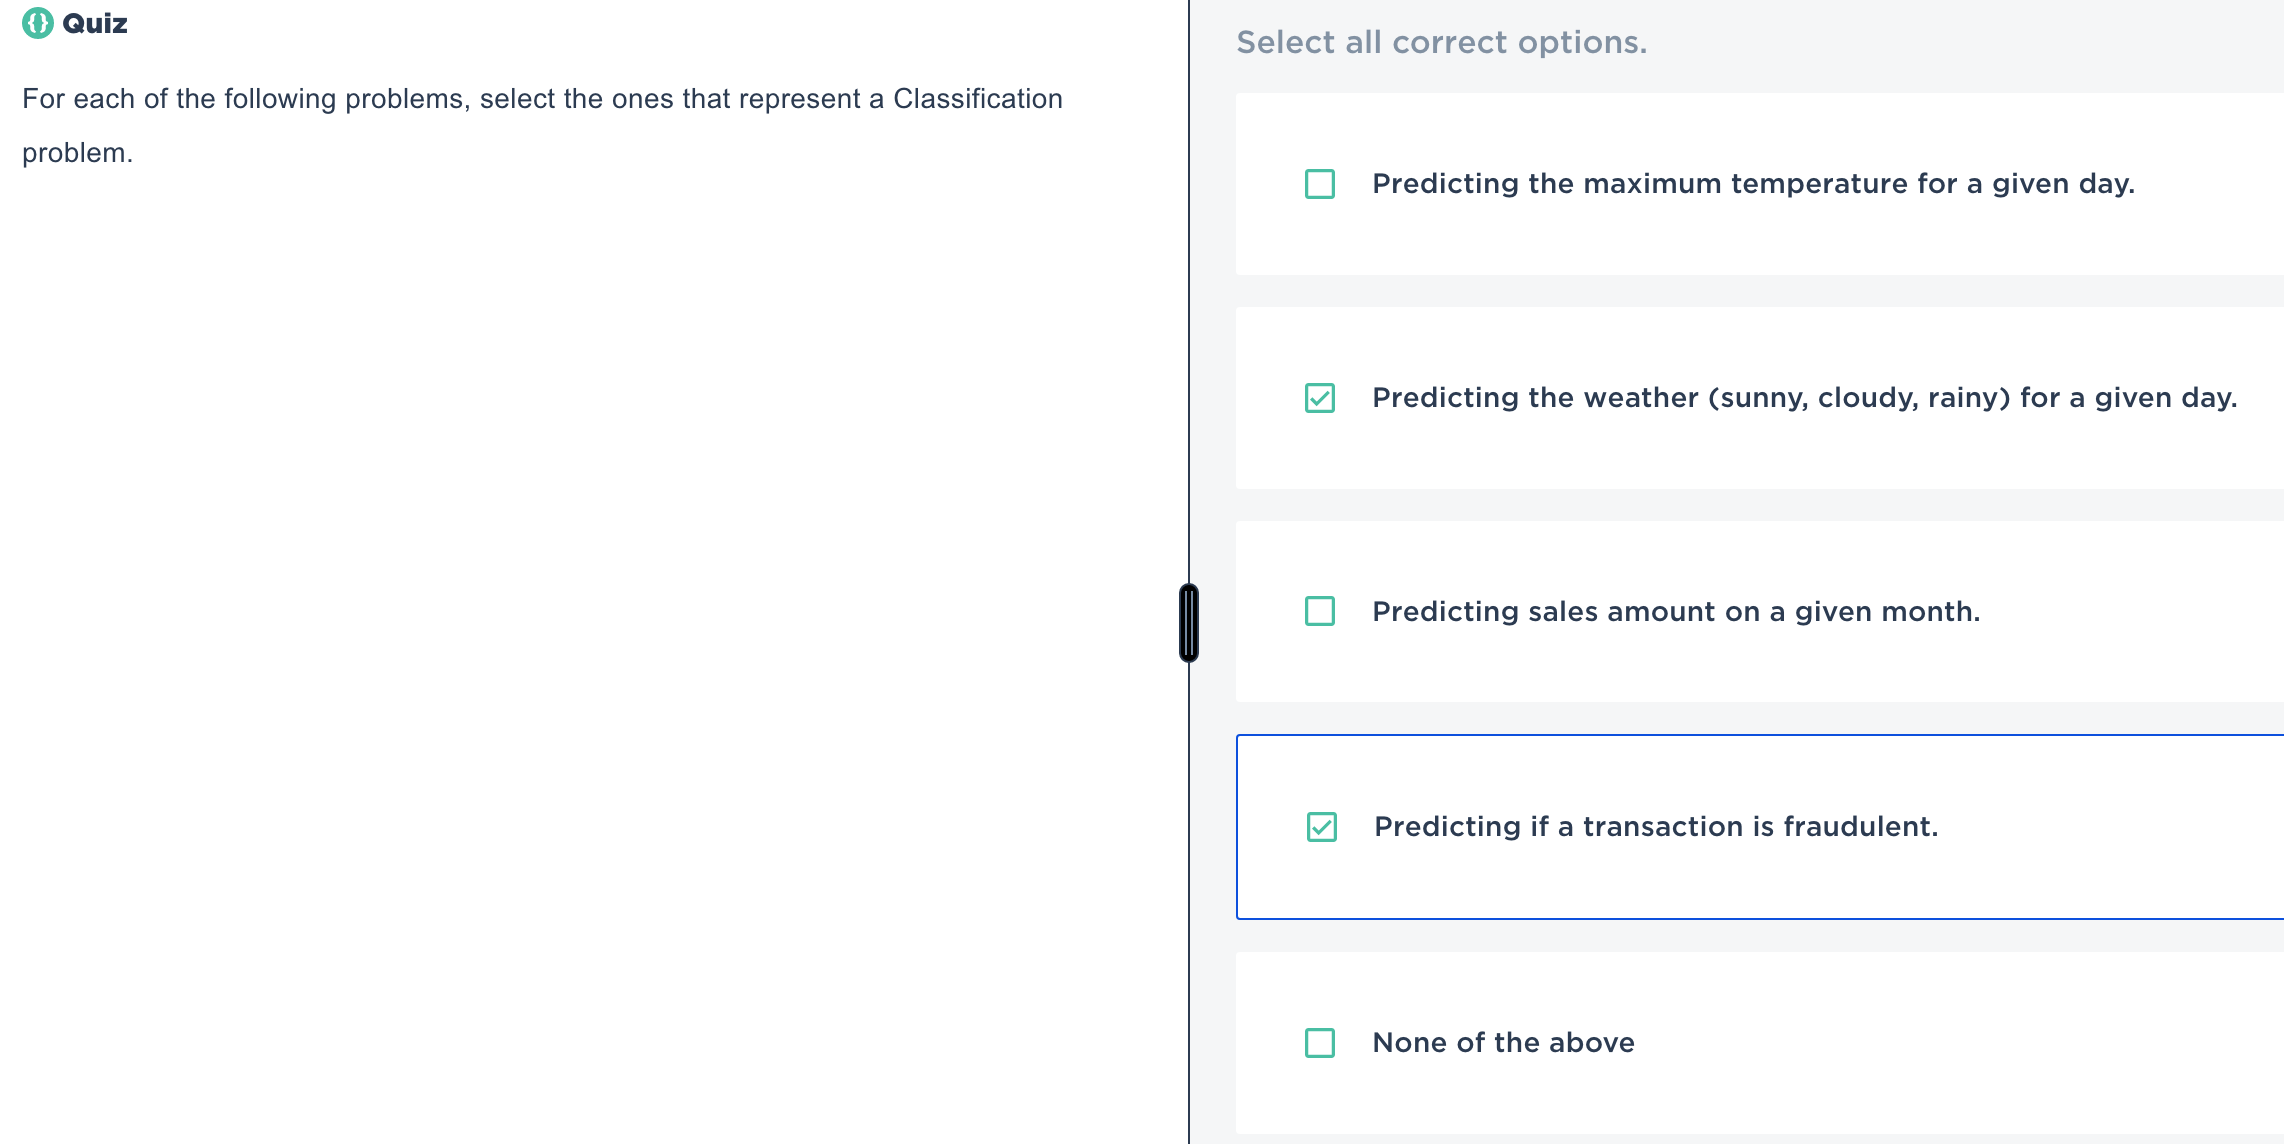 Quiz
For each of the following problems, select the ones that represent a Classification
problem.
Select all correct options.
Predicting the maximum temperature for a given day.
Predicting the weather (sunny, cloudy, rainy) for a given day.
Predicting sales amount on a given month.
Predicting if a transaction is fraudulent.
None of the above